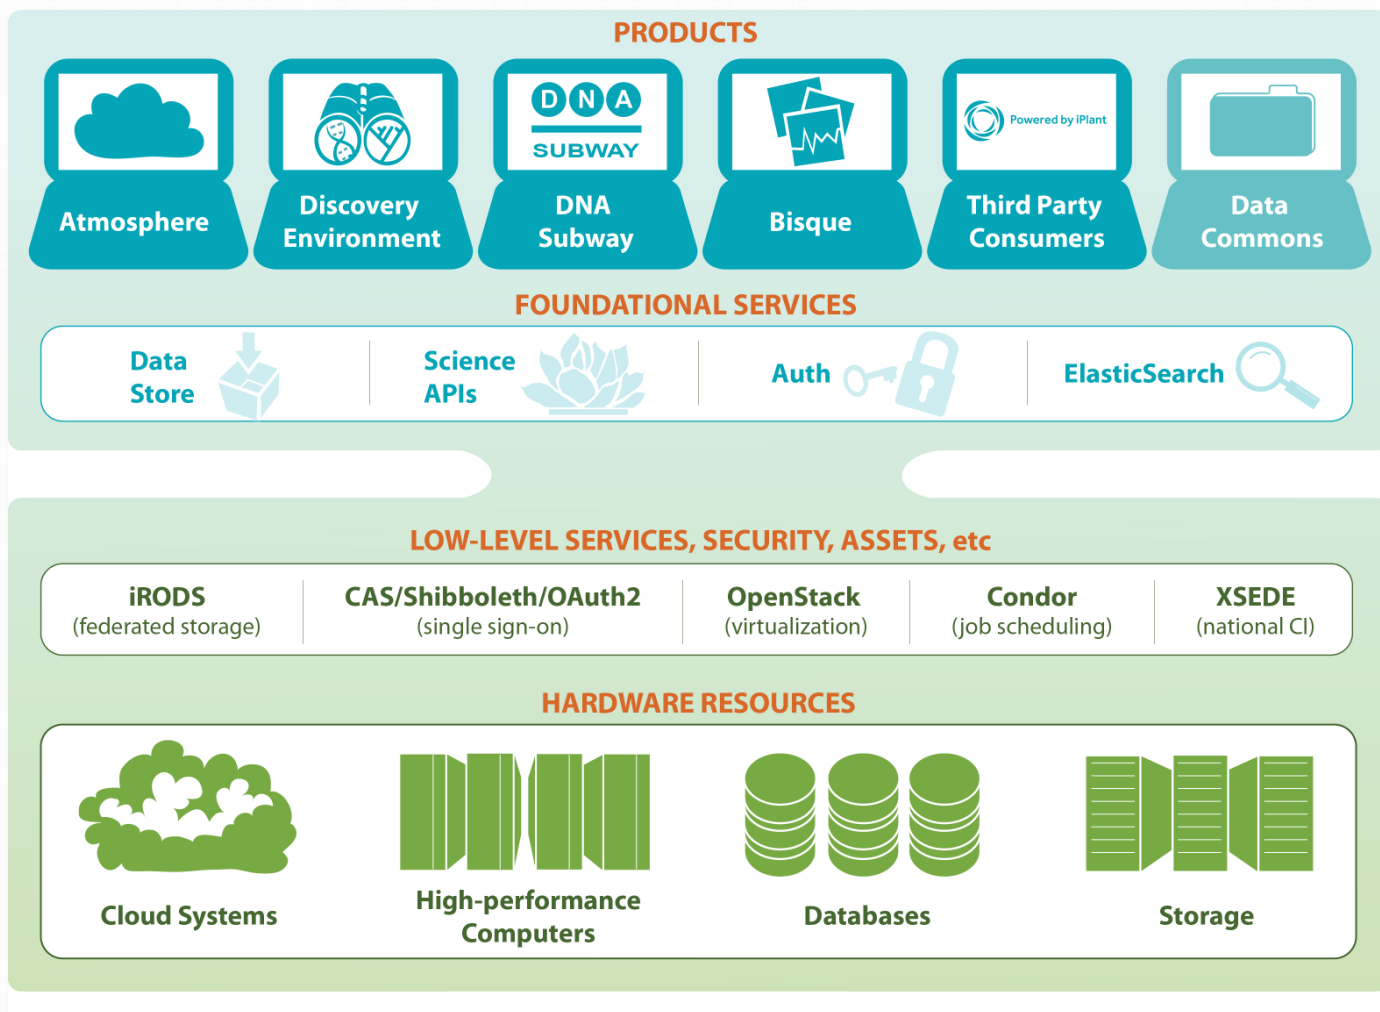 PRODUCTS
DNA
SUBWAY
Powered by iPlant
Atmosphere
Discovery
Environment
DNA
Subway
Bisque
Third Party
Consumers
Data
Commons
FOUNDATIONAL SERVICES
Data
Store
Science
APIs
Auth
ElasticSearch
LOW-LEVEL SERVICES, SECURITY, ASSETS, etc
iRODS
(federated storage)
CAS/Shibboleth/OAuth2
(single sign-on)
OpenStack
(virtualization)
Condor
(job scheduling)
XSEDE
(national CI)
HARDWARE RESOURCES
Cloud Systems
High-performance
Computers
Databases
Storage